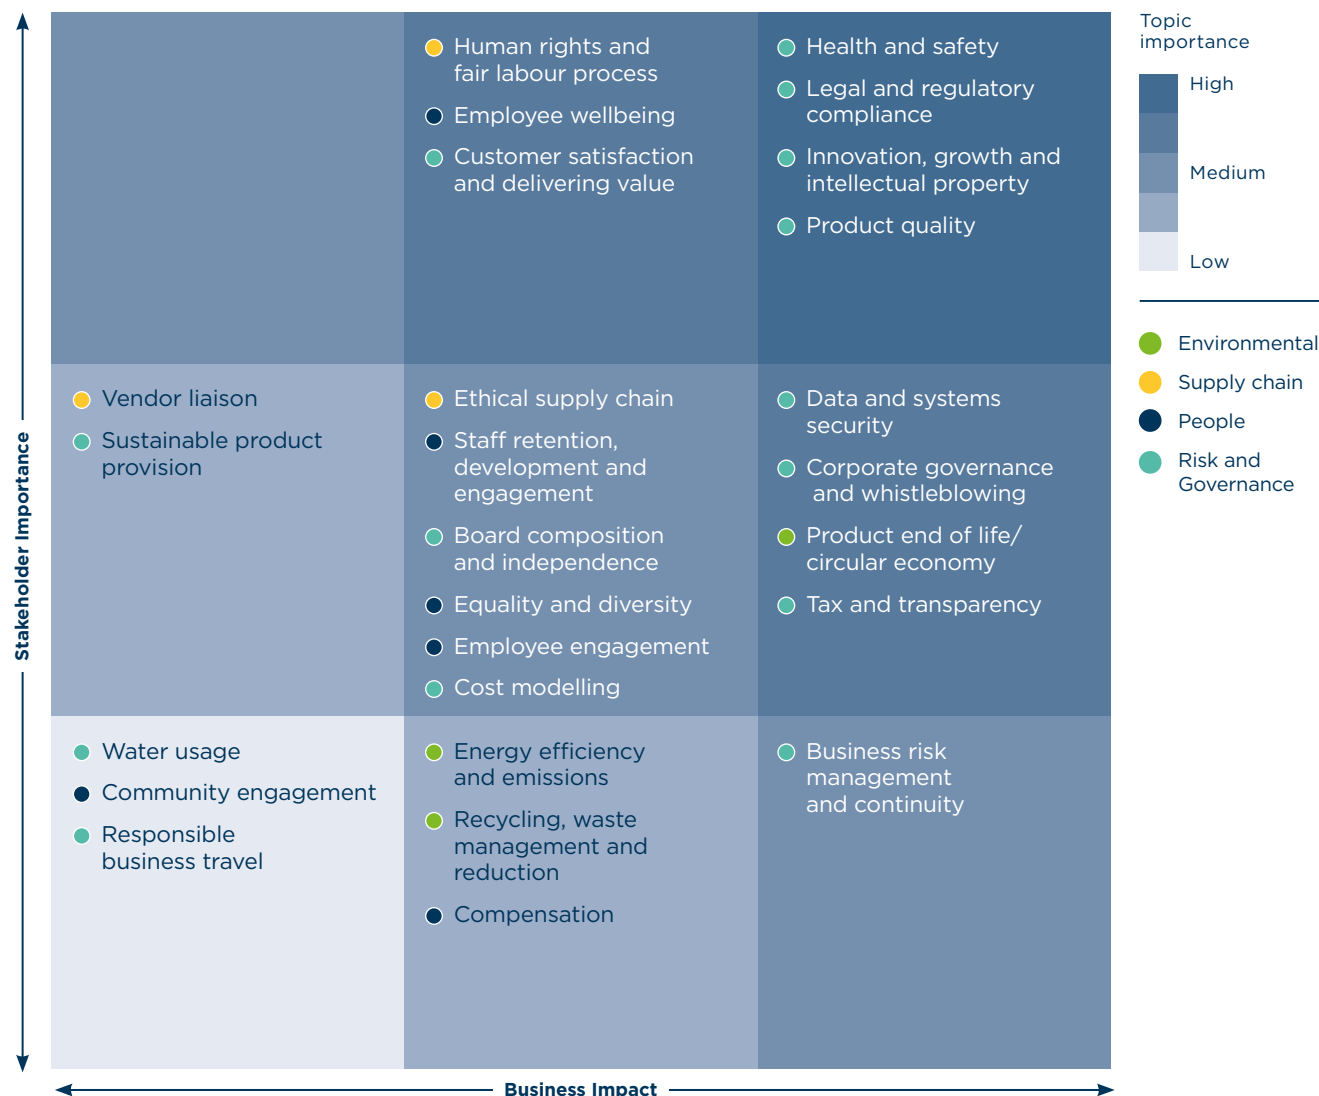 Stakeholder Importance
Human rights and
fair labour process
Employee wellbeing
Customer satisfaction
and delivering value
Health and safety
Legal and regulatory
compliance
Innovation, growth and
intellectual property
Product quality
Vendor liaison
Sustainable product
provision
Ethical supply chain
Staff retention,
development and
engagement
Board composition
and independence
Equality and diversity
Employee engagement
Cost modelling
Data and systems
security
Corporate governance
and whistleblowing
Product end of life/
circular economy
Tax and transparency
Water usage
Community engagement
Responsible
business travel
Energy efficiency
and emissions
Recycling, waste
management and
reduction
Compensation
Business risk
management
and continuity
Business Impact
Topic
importance
High
Medium
Low
Environmental
Supply chain
People
Risk and
Governance